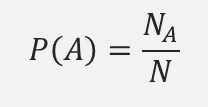 P(A) = N_A / N